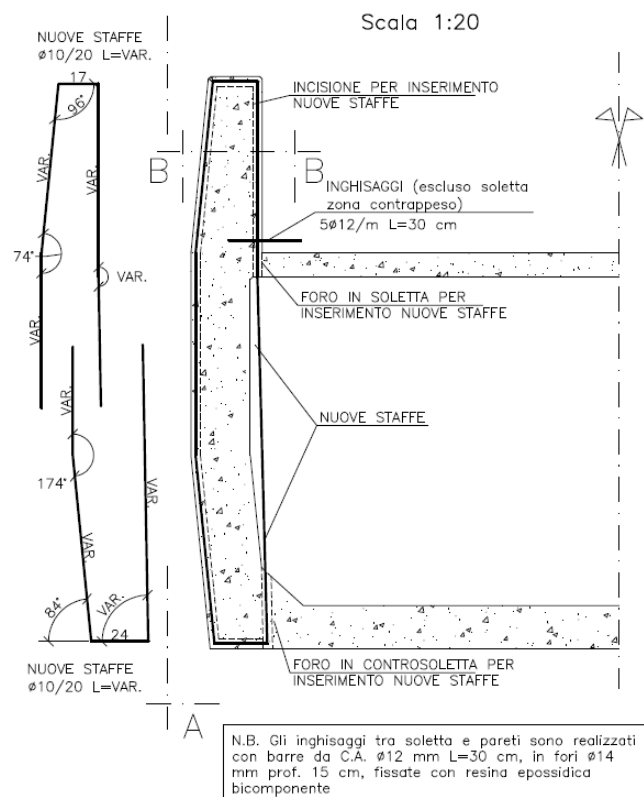 Scala 1:20
NUOVE STAFFE
ø10/20 L=VAR.
17
96°
VAR.
VAR.
74°
VAR.
VAR.
INCISIONE PER INSERIMENTO
NUOVE STAFFE
B
B
INGHISAGGI (escluso soletta
zona contrappeso)
5ø12/m L=30 cm
FORO IN SOLETTA PER
INSERIMENTO NUOVE STAFFE
NUOVE STAFFE
VAR.
174°
VAR.
VAR.
84°
VAR.
24
NUOVE STAFFE
ø10/20 L=VAR.
FORO IN CONTROSOLETTA PER
INSERIMENTO NUOVE STAFFE
A
N.B. Gli inghisaggi tra soletta e pareti sono realizzati
con barre da C.A. ø12 mm L=30 cm, in fori ø14
mm prof. 15 cm, fissate con resina epossidica
bicomponente